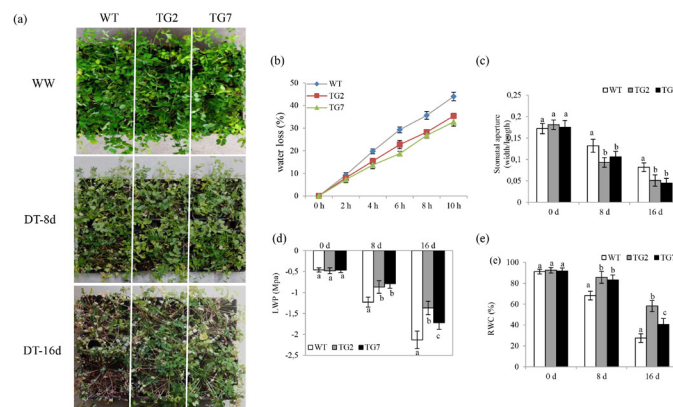 (a)
WT TG2 TG7
WW
DT-8d
DT-16d
(b)
water loss (%)
50
40
30
20
10
0
WT
TG2
TG7
0 h 2 h 4 h 6 h 8 h 10 h
(c)
Stomatal aperture
(width/length)
0,25
0,2
0,15
0,1
0,05
0
WT TG2 TG
a a a
a b b
a b b
0 d 8 d 16 d
(d)
0 d 8 d 16 d
LWP (Mpa)
0
-0,5
-1
-1,5
-2
-2,5
a a a
a b b
a b c
WT TG2 TG7
(e)
(e)
RWC (%)
100
80
60
40
20
0
WT TG2 TG7
a a a
a b b
a b c
0 d 8 d 16 d